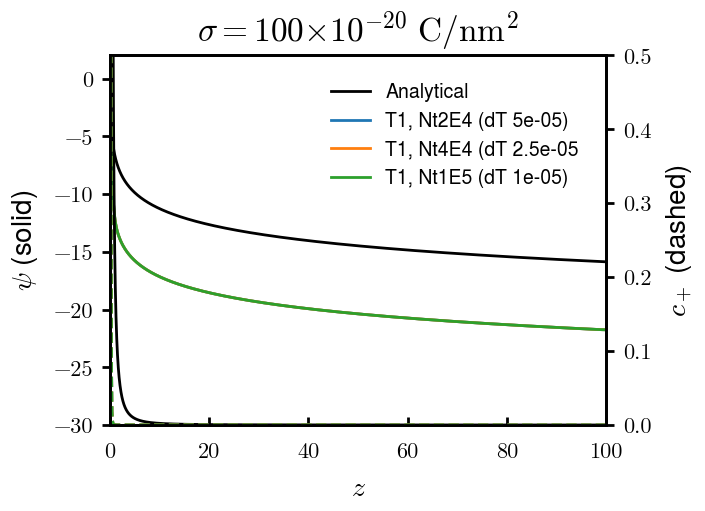 σ = 100×10⁻²⁰ C/nm²
Analytical
T1, Nt2E4 (dT 5e-05)
T1, Nt4E4 (dT 2.5e-05
T1, Nt1E5 (dT 1e-05)
ψ (solid)
0
−5
−10
−15
−20
−25
−30
0.5
0.4
0.3
0.2
0.1
0.0
c₊ (dashed)
0 20 40 60 80 100
z